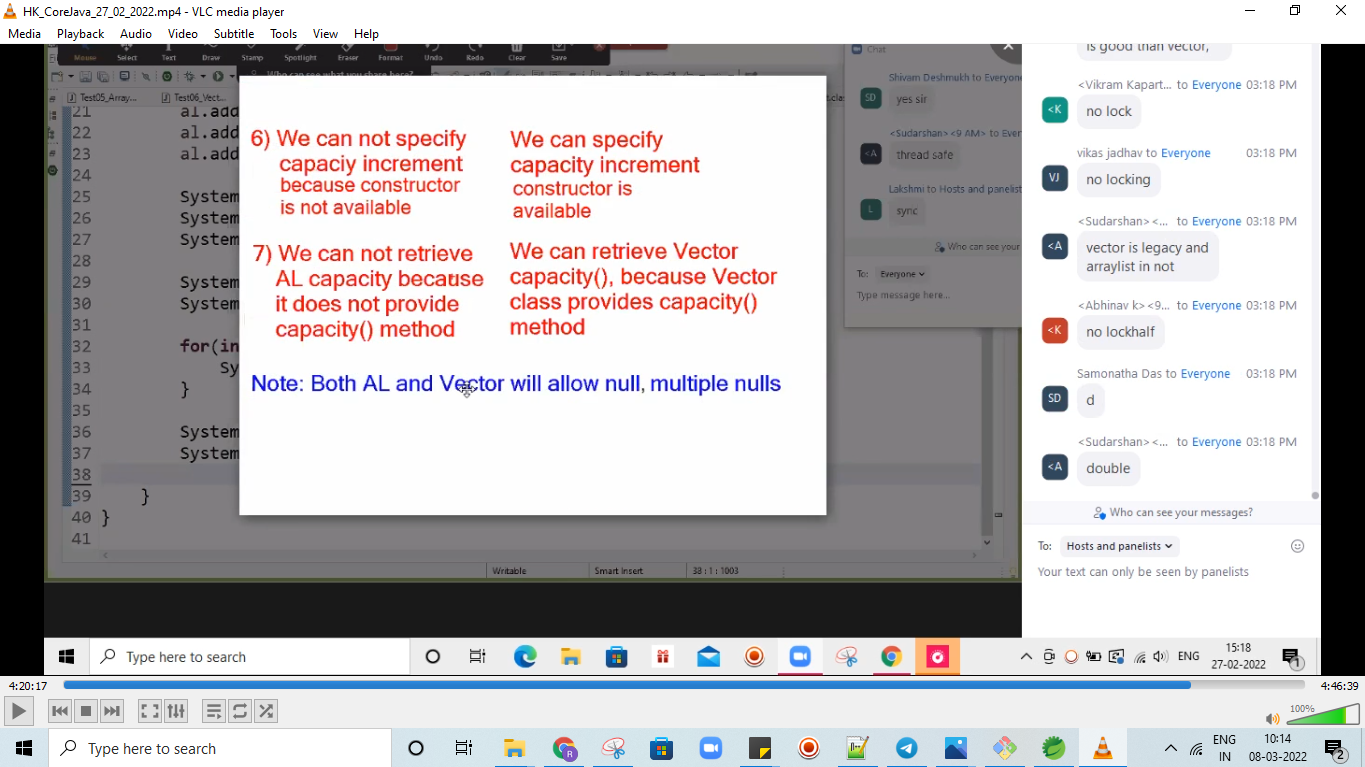 HK_CoreJava_27_02_2022.mp4 - VLC media player
Media Playback Audio Video Subtitle Tools View Help
Mouse Select Text Draw Stamp Spotlight Eraser Format Undo Redo Clear Save
Who can see what you share here?
Test05_Array... Test06_Vect...
21 al.add
22 al.add
23 al.add
24
25 System
26 System
27 System
28
29 System
30 System
31
32 for(in
33 Sy
34 }
35
36 System
37 System
38
39 }
40 }
41
Writable Smart Insert 38 : 1 : 1003
6) We can not specify
capaciy increment
because constructor
is not available
We can specify
capacity increment
constructor is
available
7) We can not retrieve
AL capacity because
it does not provide
capacity() method
We can retrieve Vector
capacity(), because Vector
class provides capacity()
method
Note: Both AL and Vector will allow null, multiple nulls
Chat
Shivam Deshmukh to Everyone
SD yes sir
<Sudarshan> <9 AM> to Ever
<A thread safe
Lakshmi to Hosts and panelist
L sync
Who can see your
To: Everyone
Type message here...
is good than vector,
<Vikram Kapart... to Everyone 03:18 PM
<K no lock
vikas jadhav to Everyone 03:18 PM
VJ no locking
<Sudarshan> <... to Everyone 03:18 PM
<A vector is legacy and
arraylist in not
<Abhinav k> <9... to Everyone 03:18 PM
<K no lockhalf
Samonatha Das to Everyone 03:18 PM
SD d
<Sudarshan> <... to Everyone 03:18 PM
<A double
Who can see your messages?
To: Hosts and panelists
Your text can only be seen by panelists
Type here to search
ENG
15:18
27-02-2022
1
4:20:17 4:46:39
100%
Type here to search
ENG
IN
10:14
08-03-2022
2